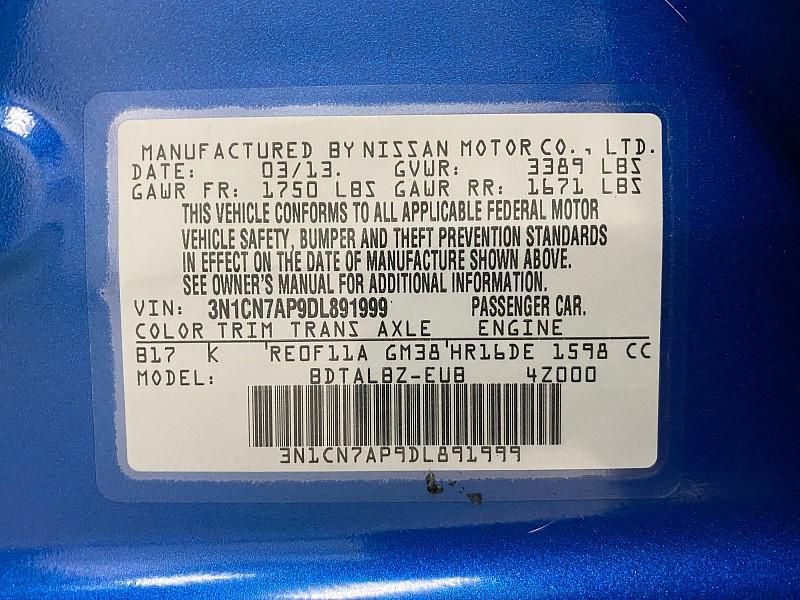 MANUFACTURED BY NISSAN MOTOR CO., LTD.
DATE: 03/13. GVWR: 3389 LBS
GAWR FR: 1750 LBS GAWR RR: 1671 LBS
THIS VEHICLE CONFORMS TO ALL APPLICABLE FEDERAL MOTOR
VEHICLE SAFETY, BUMPER AND THEFT PREVENTION STANDARDS
IN EFFECT ON THE DATE OF MANUFACTURE SHOWN ABOVE.
SEE OWNER'S MANUAL FOR ADDITIONAL INFORMATION.
VIN: 3N1CN7AP9DL891999 PASSENGER CAR.
COLOR TRIM TRANS AXLE ENGINE
B17 K 'RE0F11A GM38'HR16DE 1598 CC
MODEL: BDTALBZ-EUB 4Z000
3N1CN7AP9DL891999